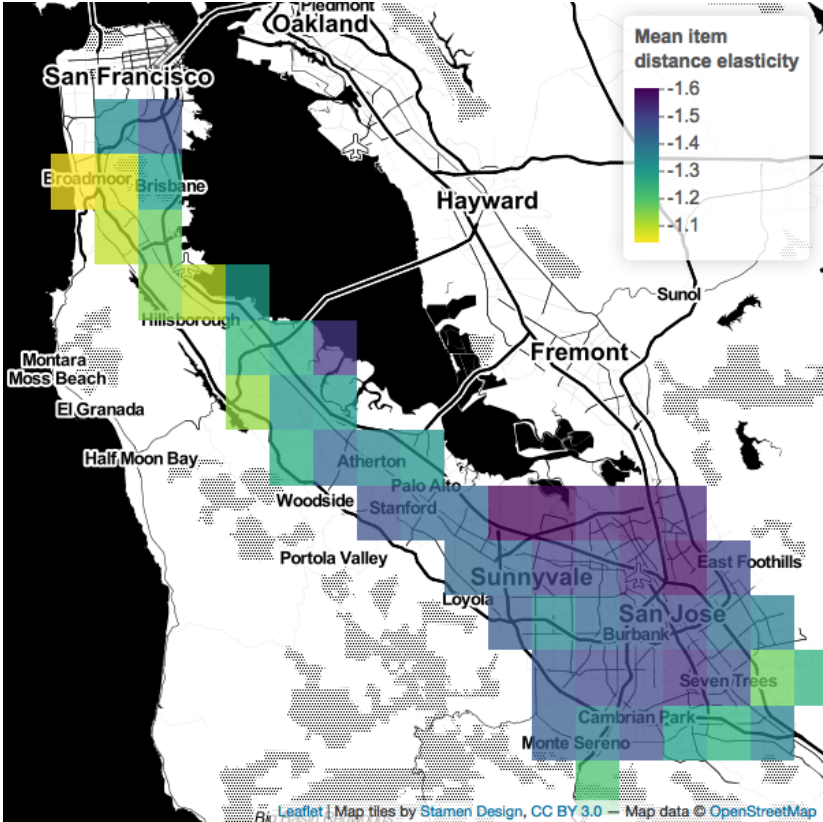 Piedmont
Oakland
San Francisco
Mean item
distance elasticity
-1.6
-1.5
-1.4
-1.3
-1.2
-1.1
Broadmoor
Brisbane
Hayward
Sunol
Hillsborough
Fremont
Montara
Moss Beach
El Granada
Half Moon Bay
Atherton
Palo Alto
Woodside
Stanford
Portola Valley
East Foothills
Sunnyvale
Loyola
San Jose
Burbank
Seven Trees
Cambrian Park
Monte Sereno
Leaflet | Map tiles by Stamen Design, CC BY 3.0 — Map data © OpenStreetMap